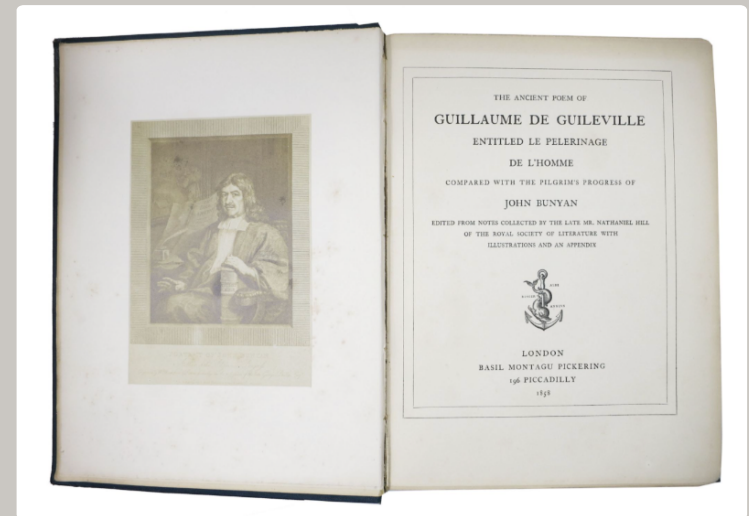 THE ANCIENT POEM OF
GUILLAUME DE GUILEVILLE
ENTITLED LE PELERINAGE
DE L'HOMME
COMPARED WITH THE PILGRIM'S PROGRESS OF
JOHN BUNYAN
EDITED FROM NOTES COLLECTED BY THE LATE MR. NATHANIEL HILL
OF THE ROYAL SOCIETY OF LITERATURE WITH
ILLUSTRATIONS AND AN APPENDIX
LONDON
BASIL MONTAGU PICKERING
196 PICCADILLY
1858